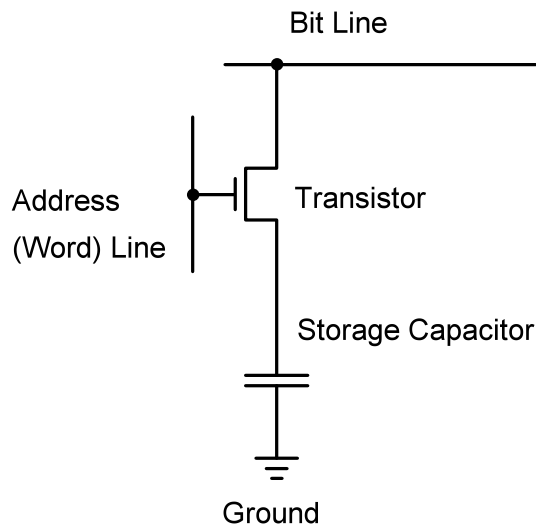 Bit Line
Transistor
Address
(Word) Line
Storage Capacitor
Ground